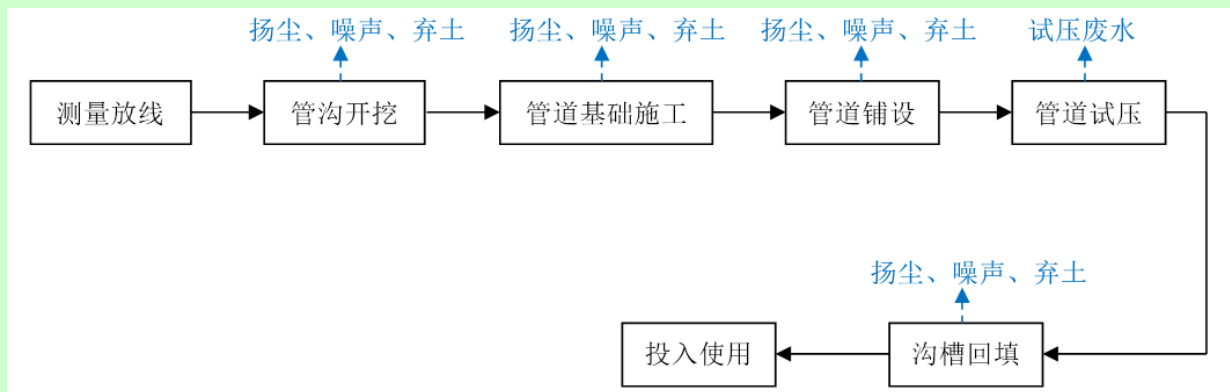 扬尘、噪声、弃土
扬尘、噪声、弃土
扬尘、噪声、弃土
试压废水
测量放线
管沟开挖
管道基础施工
管道铺设
管道试压
扬尘、噪声、弃土
投入使用
沟槽回填